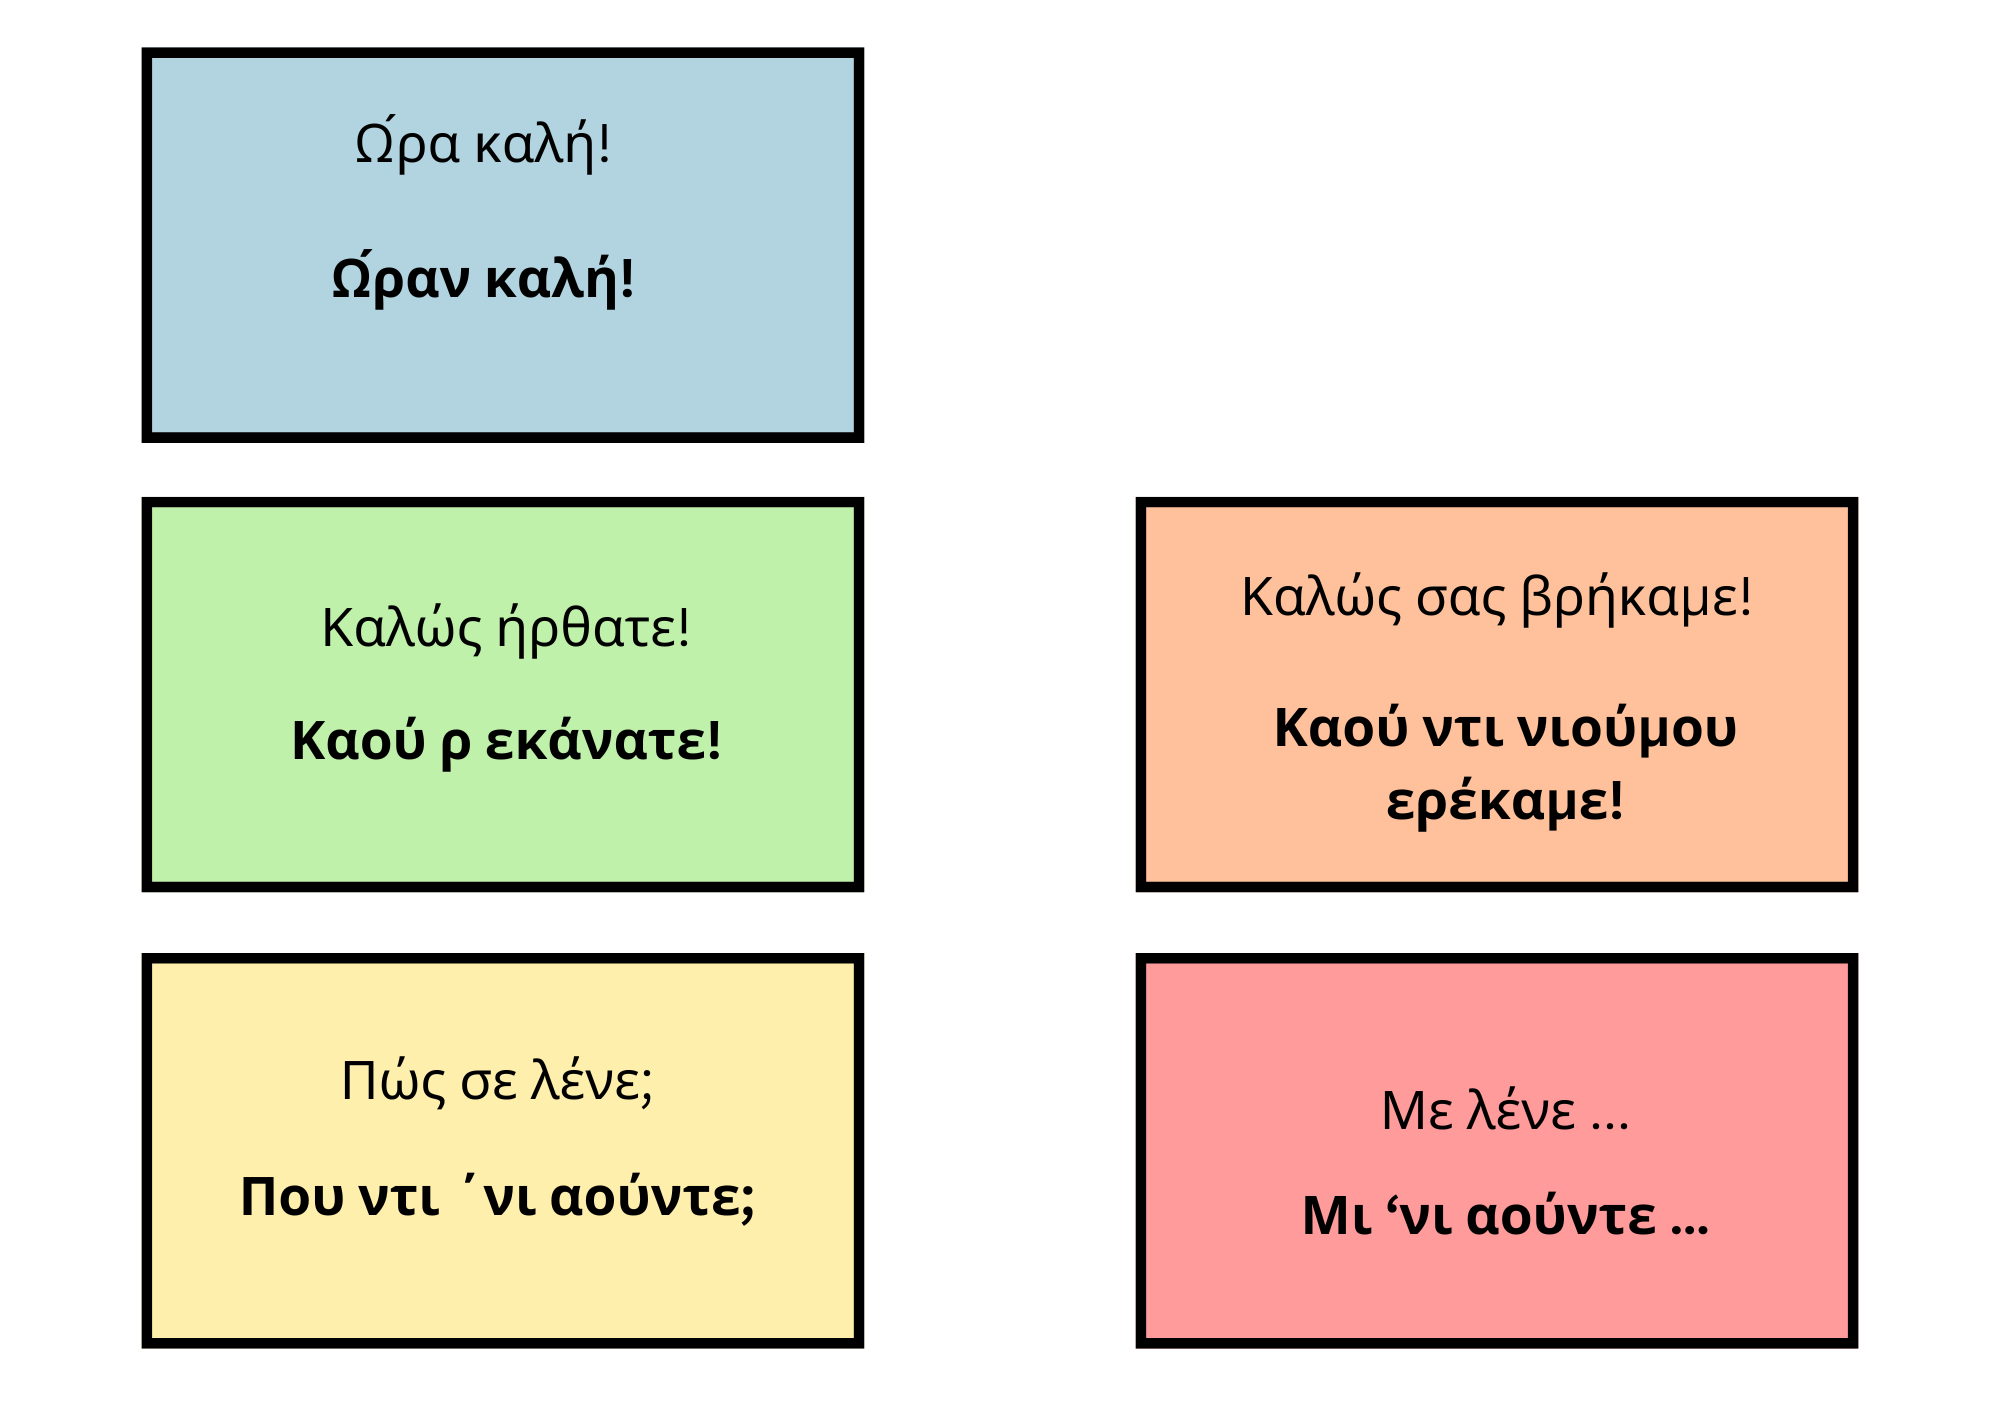 Ώρα καλή!
Ώραν καλή!
Καλώς ήρθατε!
Καού ρ εκάνατε!
Καλώς σας βρήκαμε!
Καού ντι νιούμου
ερέκαμε!
Πώς σε λένε;
Που ντι ΄νι αούντε;
Με λένε ...
Μι ‘νι αούντε ...